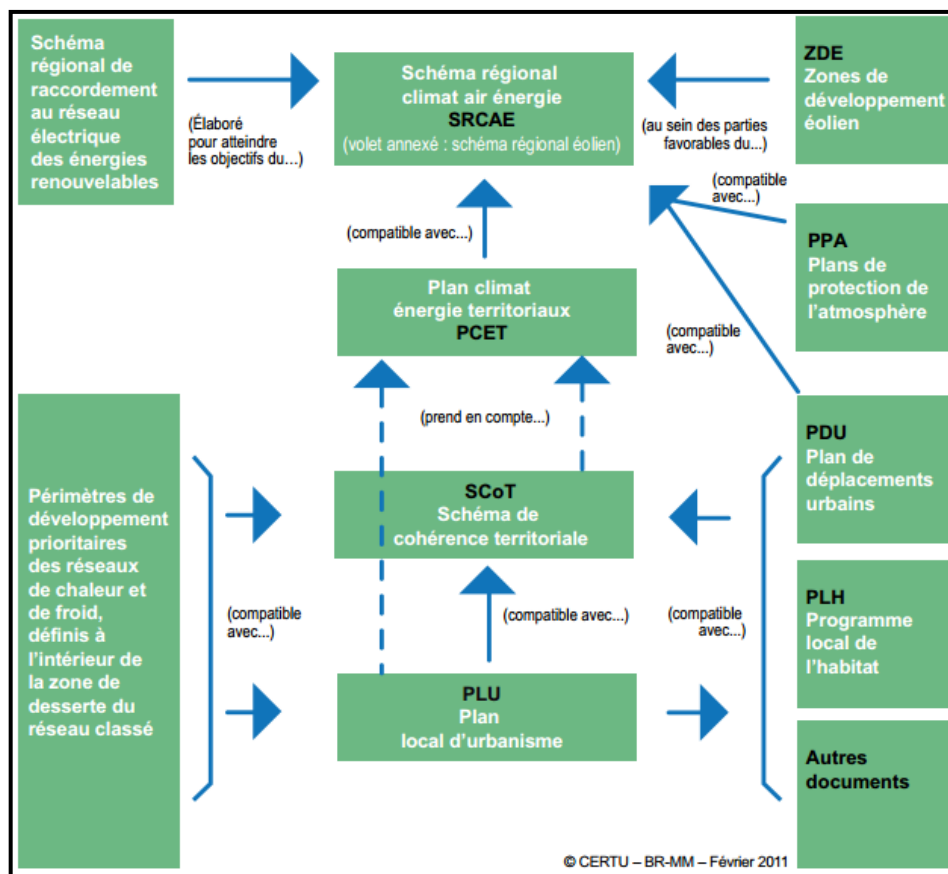 Schéma
régional de
raccordement
au réseau
électrique
des énergies
renouvelables
(Élaboré
pour atteindre
les objectifs du...)
Schéma régional
climat air énergie
SRCAE
(volet annexé : schéma régional éolien)
(au sein des parties
favorables du...)
ZDE
Zones de
développement
éolien
(compatible
avec...)
(compatible avec...)
PPA
Plans de
protection de
l'atmosphère
Plan climat
énergie territoriaux
PCET
(compatible
avec...)
(prend en compte...)
Périmètres de
développement
prioritaires
des réseaux
de chaleur et
de froid,
définis à
l'intérieur de
la zone de
desserte du
réseau classé
SCoT
Schéma de
cohérence territoriale
PDU
Plan de
déplacements
urbains
(compatible
avec...)
(compatible avec...)
(compatible
avec...)
PLH
Programme
local de
l'habitat
PLU
Plan
local d'urbanisme
Autres
documents
© CERTU – BR-MM – Février 2011